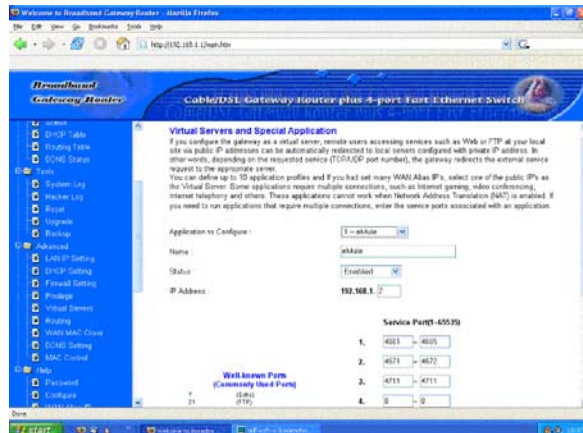 Welcome to Broadband Gateway Router - Mozilla Firefox
File Edit View Go Bookmarks Tools Help
http://192.168.1.1/main.htm
Broadband
Gateway Router
Cable/DSL Gateway Router plus 4-port Fast Ethernet Switch
Status
DHCP Table
Routing Table
DDNS Status
Tools
System Log
Hacker Log
Reset
Upgrade
Backup
Advanced
LAN IP Setting
DHCP Setting
Firewall Setting
Privilege
Virtual Servers
Routing
WAN MAC Clone
DDNS Setting
MAC Control
Help
Password
Configure
Virtual Servers and Special Application
If you configure the gateway as a virtual server, remote users accessing services such as Web or FTP at your local
site via public IP addresses can be automatically redirected to local servers configured with private IP address. In
other words, depending on the requested service (TCP/UDP port number), the gateway redirects the external service
request to the appropriate server.
You can define up to 10 application profiles and If you had set many WAN Alias IP's, select one of the public IP's as
the Virtual Server. Some applications require multiple connections, such as Internet gaming, video conferencing,
Internet telephony and others. These applications cannot work when Network Address Translation (NAT) is enabled. If
you need to run applications that require multiple connections, enter the service ports associated with an application.
Application to Configure : 1 -- eMule
Name : eMule
Status : Enabled
IP Address : 192.168.1. 2
Service Port(1~65535)
1. 4661 ~ 4665
2. 4671 ~ 4672
3. 4711 ~ 4711
4. 0 ~ 0
Well-known Ports
(Commonly Used Ports)
7 (Echo)
21 (FTP)
Done
start